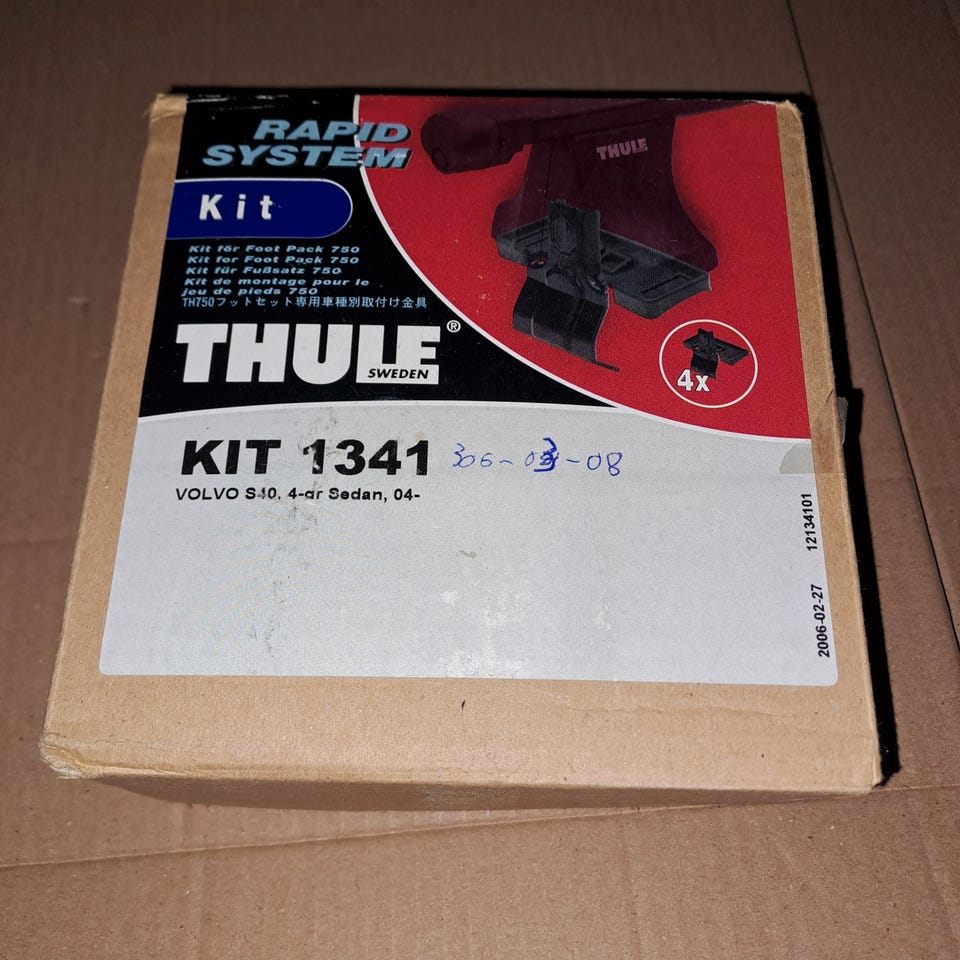 RAPID
SYSTEM
THULE
Kit
Kit för Foot Pack 750
Kit for Foot Pack 750
Kit für Fußsatz 750
Kit de montage pour le
jeu de pieds 750
TH750フットセット専用車種別取付け金具
THULE®
SWEDEN
4x
KIT 1341 306-03-08
VOLVO S40, 4-dr Sedan, 04-
2006-02-27 12134101